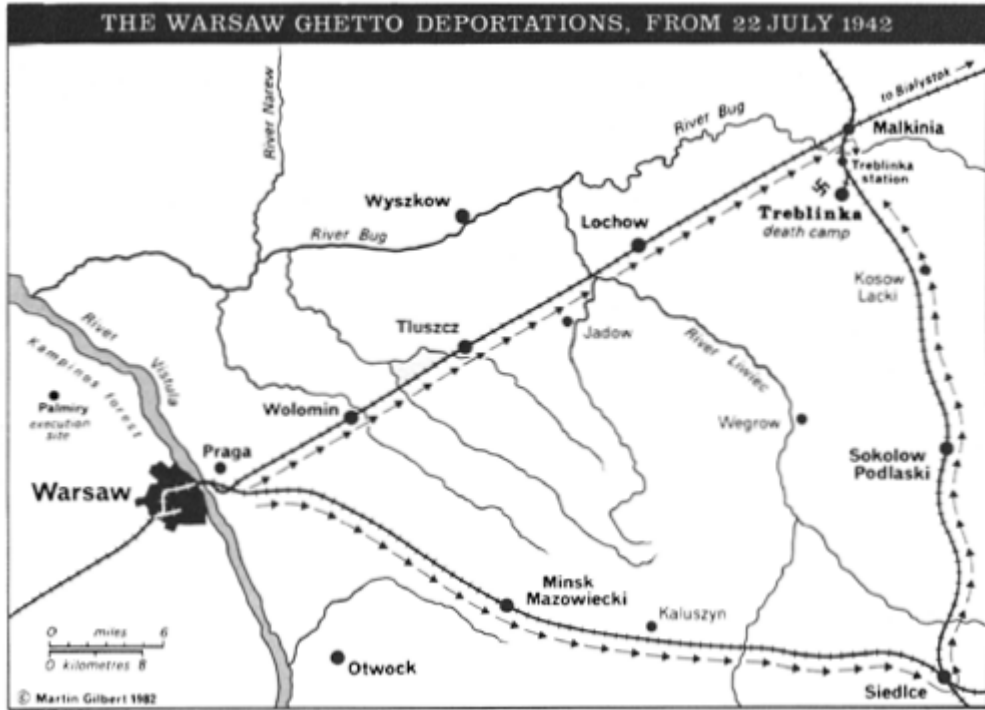 THE WARSAW GHETTO DEPORTATIONS, FROM 22 JULY 1942
to Bialystok
River Narew
River Bug
Malkinia
Treblinka
station
Wyszkow
Treblinka
death camp
Lochow
River Bug
Kosow
Lacki
River
Vistula
Kampinos forest
Tluszcz
Jadow
River Liwiec
Palmiry
execution
site
Wolomin
Wegrow
Praga
Sokolow
Podlaski
Warsaw
Minsk
Mazowiecki
Kaluszyn
0 miles 6
0 kilometres 8
Otwock
Siedlce
© Martin Gilbert 1982